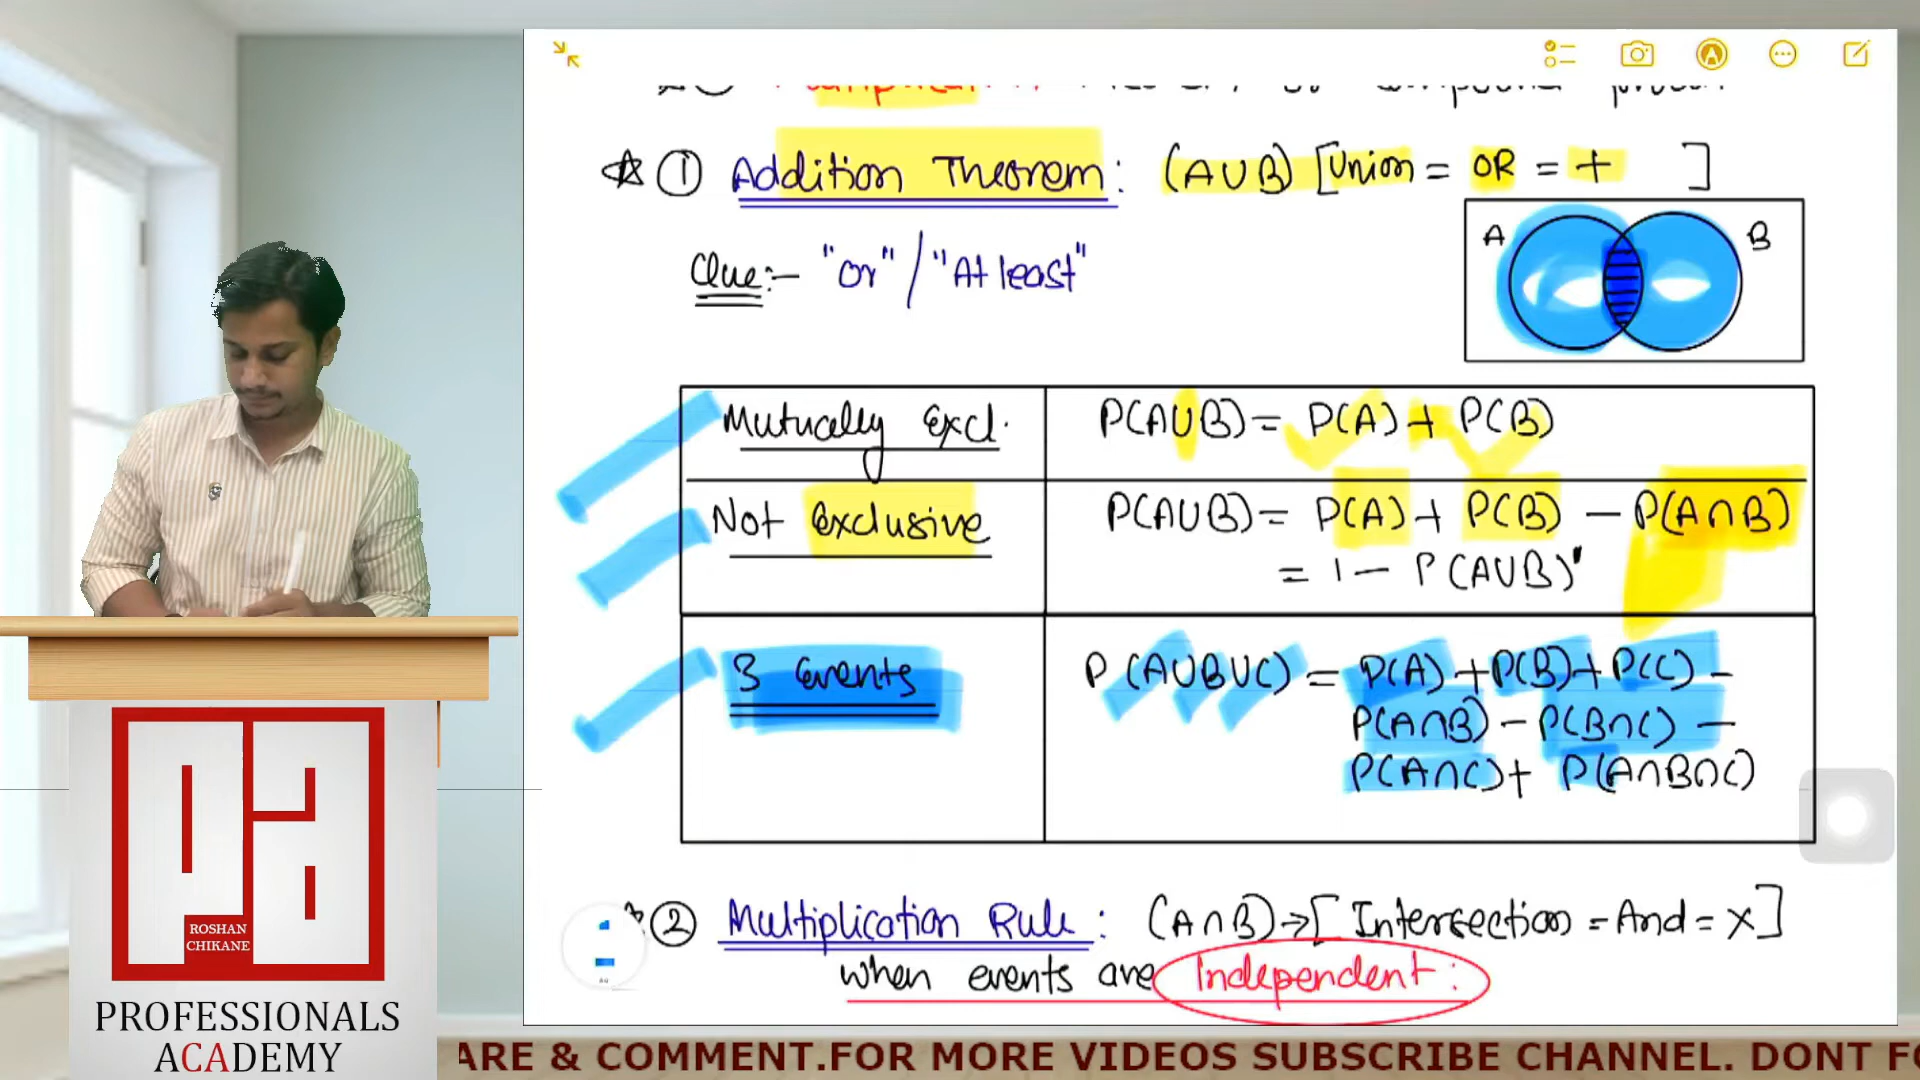 ☆① Addition Theorem: (A∪B) [Union = OR = + ]
Clue:- "or" / "At least"
A B
Mutually Excl. P(A∪B) = P(A) + P(B)
Not Exclusive P(A∪B) = P(A) + P(B) − P(A∩B)
= 1 − P(A∪B)'
3 Events P(A∪B∪C) = P(A) + P(B) + P(C) −
P(A∩B) − P(B∩C) −
P(A∩C) + P(A∩B∩C)
② Multiplication Rule: (A∩B)→[Intersection = And = ×]
when events are Independent:
ROSHAN
CHIKANE
PROFESSIONALS
ACADEMY
ARE & COMMENT.FOR MORE VIDEOS SUBSCRIBE CHANNEL. DONT FO